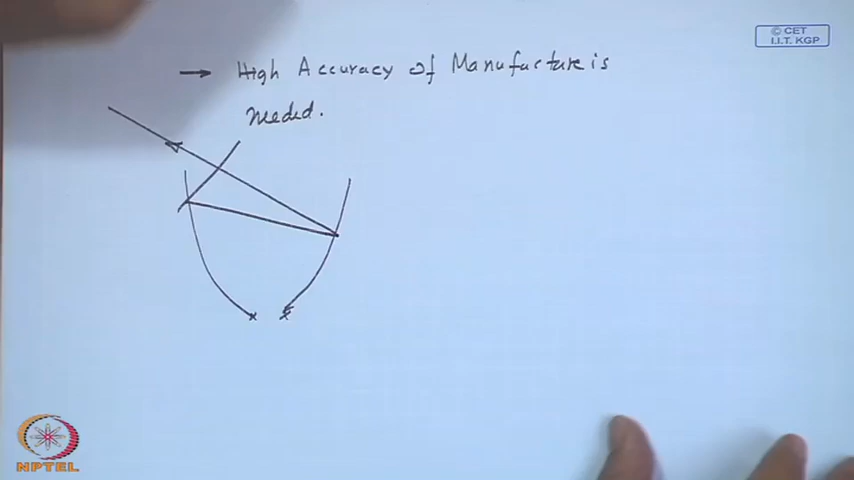 © CET
I.I.T. KGP
→ High Accuracy of Manufacture is
needed.
NPTEL